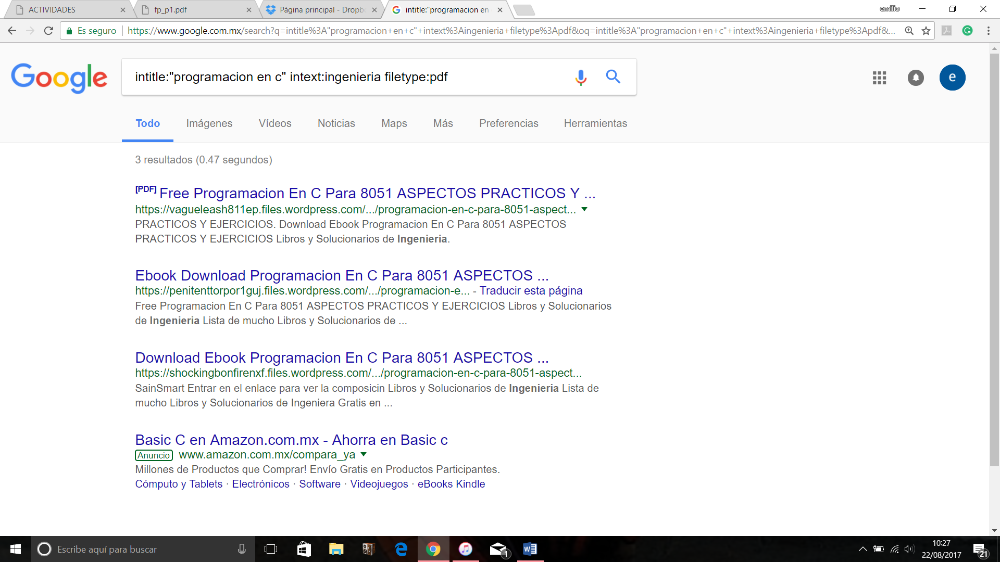 ACTIVIDADES
fp_p1.pdf
Página principal - Dropb
intitle:"programacion en
emilio
Es seguro
https://www.google.com.mx/search?q=intitle%3A"programacion+en+c"+intext%3Aingenieria+filetype%3Apdf&oq=intitle%3A"programacion+en+c"+intext%3Aingenieria+filetype%3Apdf&...
Google
intitle:"programacion en c" intext:ingenieria filetype:pdf
e
Todo Imágenes Vídeos Noticias Maps Más Preferencias Herramientas
3 resultados (0.47 segundos)
[PDF] Free Programacion En C Para 8051 ASPECTOS PRACTICOS Y ...
https://vagueleash811ep.files.wordpress.com/.../programacion-en-c-para-8051-aspect...
PRACTICOS Y EJERCICIOS. Download Ebook Programacion En C Para 8051 ASPECTOS
PRACTICOS Y EJERCICIOS Libros y Solucionarios de Ingenieria.
Ebook Download Programacion En C Para 8051 ASPECTOS ...
https://penitenttorpor1guj.files.wordpress.com/.../programacion-e... - Traducir esta página
Free Programacion En C Para 8051 ASPECTOS PRACTICOS Y EJERCICIOS Libros y Solucionarios
de Ingenieria Lista de mucho Libros y Solucionarios de ...
Download Ebook Programacion En C Para 8051 ASPECTOS ...
https://shockingbonfirenxf.files.wordpress.com/.../programacion-en-c-para-8051-aspect...
SainSmart Entrar en el enlace para ver la composicin Libros y Solucionarios de Ingenieria Lista de
mucho Libros y Solucionarios de Ingeniera Gratis en ...
Basic C en Amazon.com.mx - Ahorra en Basic c
Anuncio www.amazon.com.mx/compara_ya
Millones de Productos que Comprar! Envío Gratis en Productos Participantes.
Cómputo y Tablets · Electrónicos · Software · Videojuegos · eBooks Kindle
Escribe aquí para buscar
1
10:27
22/08/2017
21